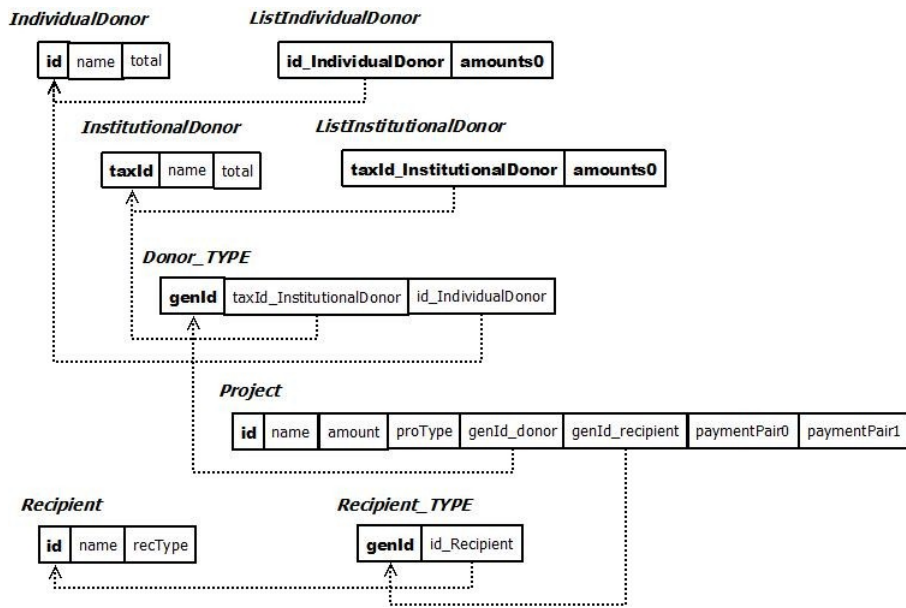 IndividualDonor ListIndividualDonor
id name total id_IndividualDonor amounts0
InstitutionalDonor ListInstitutionalDonor
taxId name total taxId_InstitutionalDonor amounts0
Donor_TYPE
genId taxId_InstitutionalDonor id_IndividualDonor
Project
id name amount proType genId_donor genId_recipient paymentPair0 paymentPair1
Recipient Recipient_TYPE
id name recType genId id_Recipient